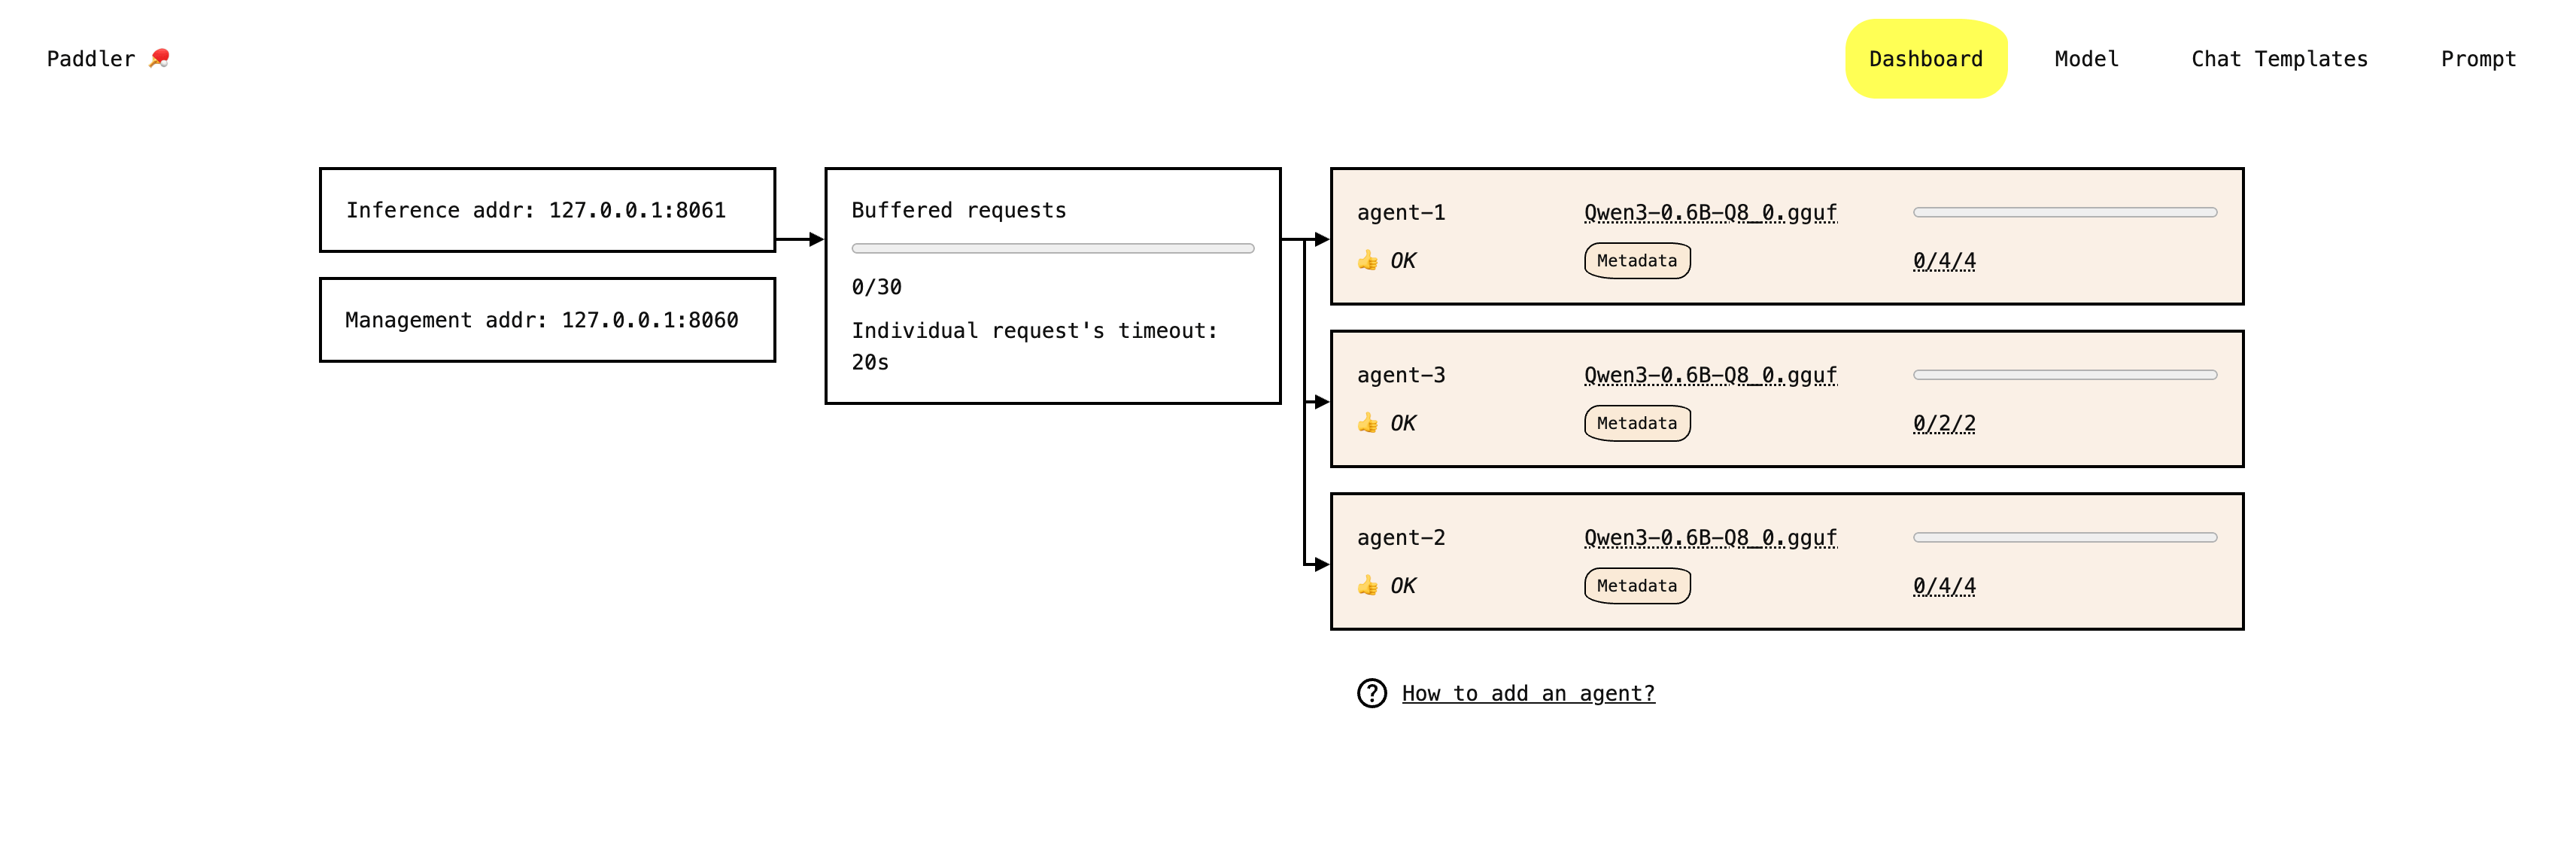 Paddler
Dashboard
Model
Chat Templates
Prompt
Inference addr: 127.0.0.1:8061
Management addr: 127.0.0.1:8060
Buffered requests
0/30
Individual request's timeout:
20s
agent-1
Qwen3-0.6B-Q8_0.gguf
👍 OK
Metadata
0/4/4
agent-3
Qwen3-0.6B-Q8_0.gguf
👍 OK
Metadata
0/2/2
agent-2
Qwen3-0.6B-Q8_0.gguf
👍 OK
Metadata
0/4/4
? How to add an agent?